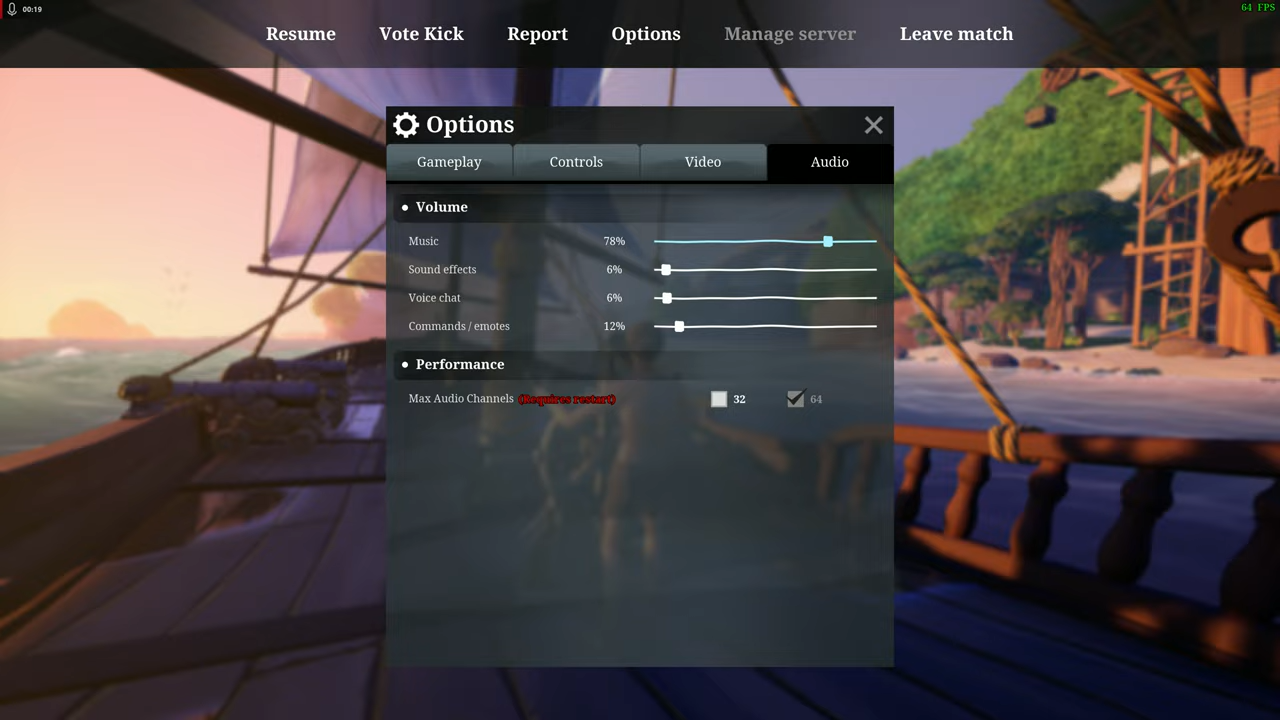 00:19
64 FPS
Resume Vote Kick Report Options Manage server Leave match
Options
Gameplay Controls Video Audio
Volume
Music 78%
Sound effects 6%
Voice chat 6%
Commands / emotes 12%
Performance
Max Audio Channels (Requires restart) 32 64